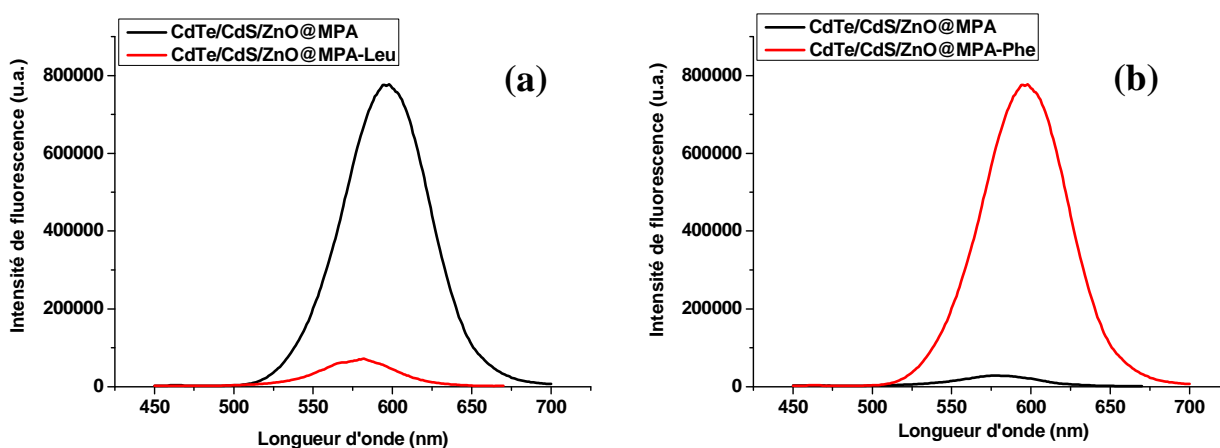 CdTe/CdS/ZnO@MPA
CdTe/CdS/ZnO@MPA-Leu
(a)
Intensité de fluorescence (u.a.)
800000
600000
400000
200000
0
450 500 550 600 650 700
Longueur d'onde (nm)
CdTe/CdS/ZnO@MPA
CdTe/CdS/ZnO@MPA-Phe
(b)
Intensité de fluorescence (u.a.)
800000
600000
400000
200000
0
450 500 550 600 650 700
Longueur d'onde (nm)